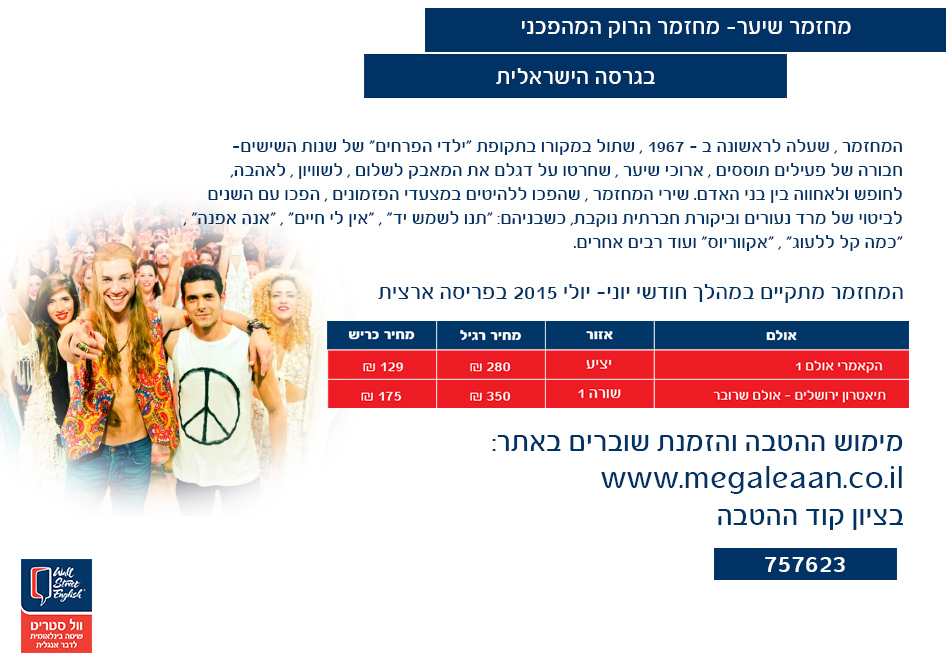 מחזמר שיער- מחזמר הרוק המהפכני
בגרסה הישראלית
המחזמר , שעלה לראשונה ב - 1967 , שתול במקורו בתקופת "ילדי הפרחים" של שנות השישים-
חבורה של פעילים תוססים , ארוכי שיער , שחרטו על דגלם את המאבק לשלום , לשוויון , לאהבה,
לחופש ולאחווה בין בני האדם. שירי המחזמר , שהפכו ללהיטים במצעדי הפזמונים , הפכו עם השנים
לביטוי של מרד נעורים וביקורת חברתית נוקבת, כשבניהם: "תנו לשמש יד" , "אין לי חיים" , "אנה אפנה" ,
"כמה קל ללעוג" , "אקווריוס" ועוד רבים אחרים.
המחזמר מתקיים במהלך חודשי יוני- יולי 2015 בפריסה ארצית
אולם אזור מחיר רגיל מחיר כריש
הקאמרי אולם 1 יציע 280 ₪ 129 ₪
תיאטרון ירושלים - אולם שרובר שורה 1 350 ₪ 175 ₪
מימוש ההטבה והזמנת שוברים באתר:
www.megaleaan.co.il
בציון קוד ההטבה
757623
Wall
Street
English
וול סטריט
שיטה בינלאומית
לדבר אנגלית